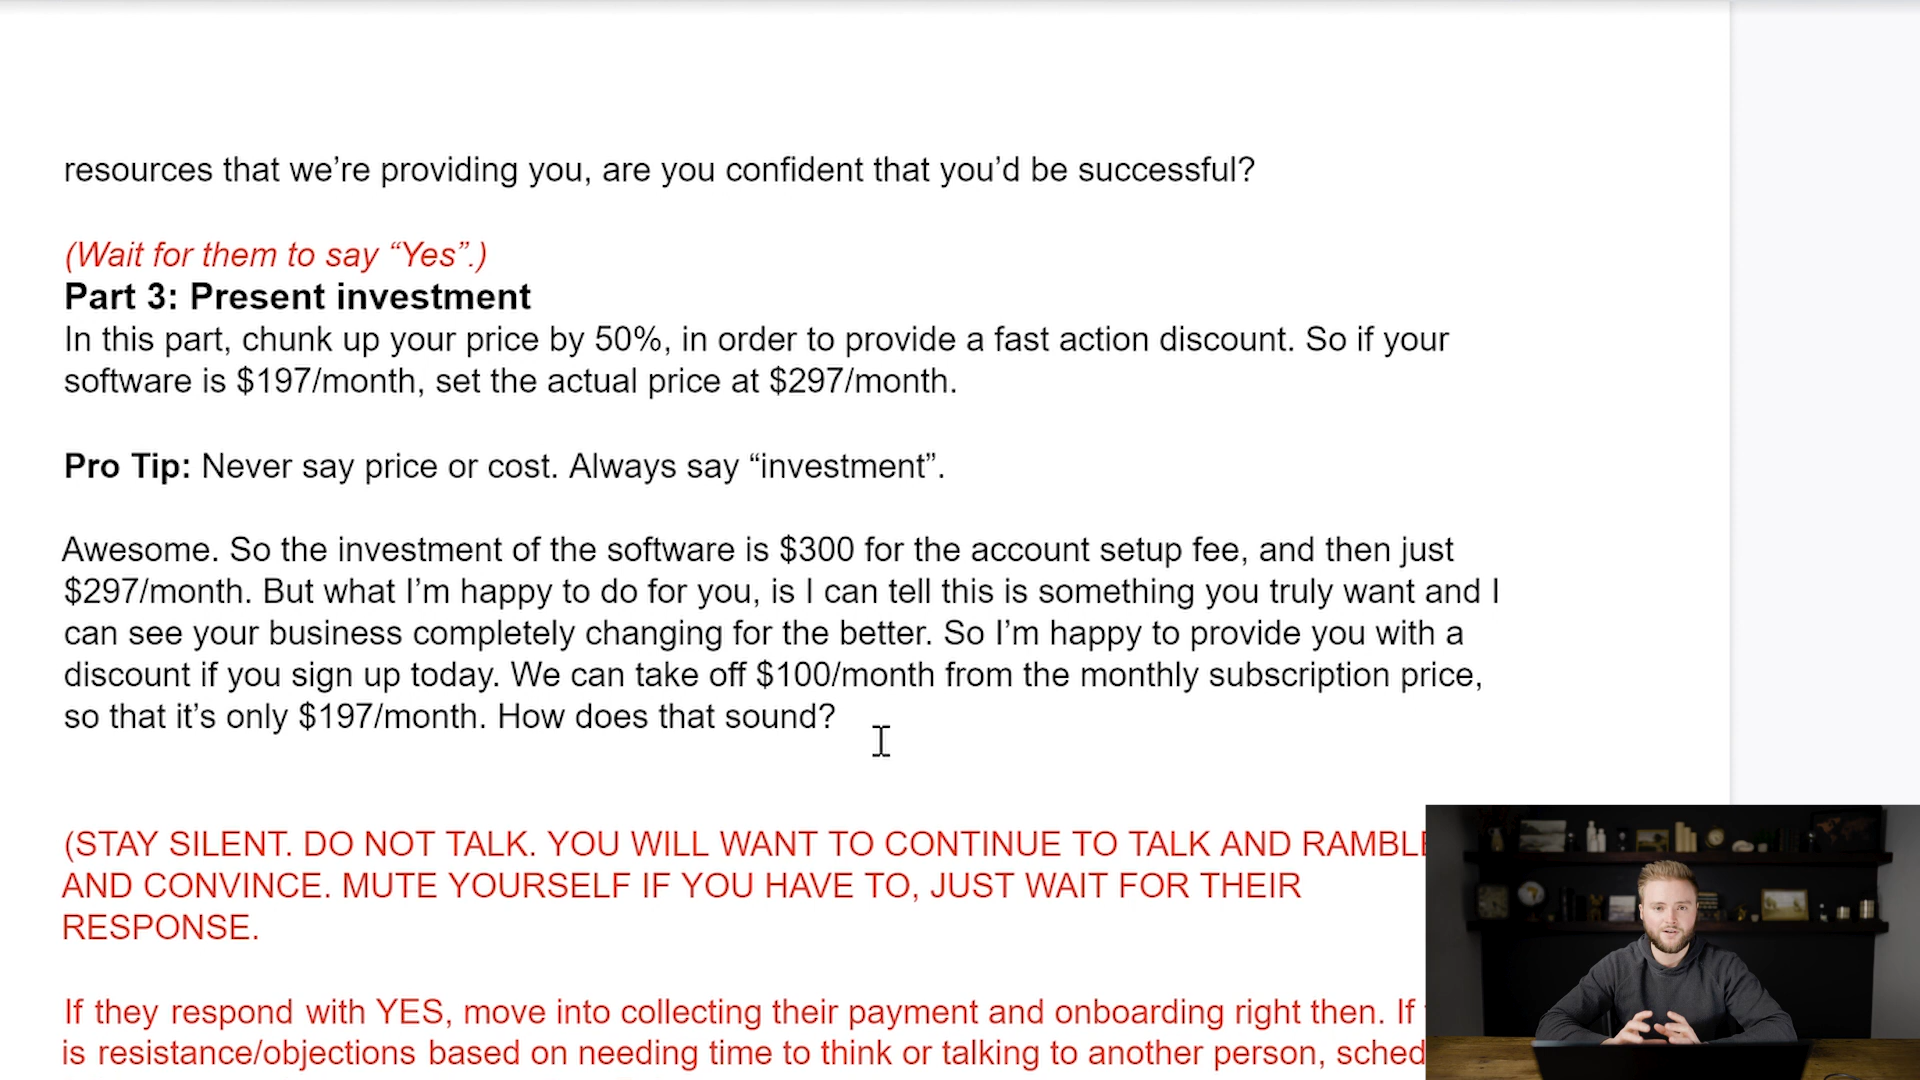 resources that we’re providing you, are you confident that you’d be successful?
(Wait for them to say “Yes”.)
Part 3: Present investment
In this part, chunk up your price by 50%, in order to provide a fast action discount. So if your
software is $197/month, set the actual price at $297/month.
Pro Tip: Never say price or cost. Always say “investment”.
Awesome. So the investment of the software is $300 for the account setup fee, and then just
$297/month. But what I’m happy to do for you, is I can tell this is something you truly want and I
can see your business completely changing for the better. So I’m happy to provide you with a
discount if you sign up today. We can take off $100/month from the monthly subscription price,
so that it’s only $197/month. How does that sound?
(STAY SILENT. DO NOT TALK. YOU WILL WANT TO CONTINUE TO TALK AND RAMBLE
AND CONVINCE. MUTE YOURSELF IF YOU HAVE TO, JUST WAIT FOR THEIR
RESPONSE.
If they respond with YES, move into collecting their payment and onboarding right then. If
is resistance/objections based on needing time to think or talking to another person, sched